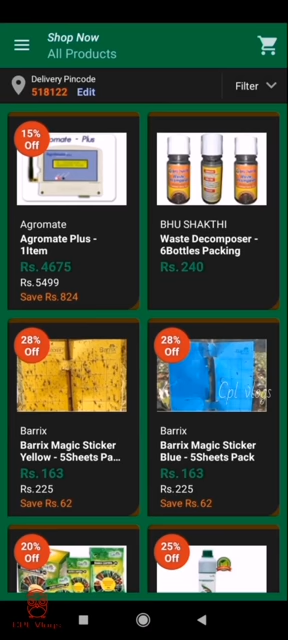 Shop Now
All Products
Delivery Pincode
518122 Edit
Filter
15%
Off
Agromate - Plus
Agromate
Agromate Plus -
1Item
Rs. 4675
Rs.5499
Save Rs.824
BHU SHAKTHI
Waste Decomposer -
6Bottles Packing
Rs. 240
28%
Off
Barrix
Barrix Magic Sticker
Yellow - 5Sheets Pa...
Rs. 163
Rs.225
Save Rs.62
28%
Off
Cpl Vlogs
Barrix
Barrix Magic Sticker
Blue - 5Sheets Pack
Rs. 163
Rs.225
Save Rs.62
20%
Off
25%
Off
CPL Vlogs